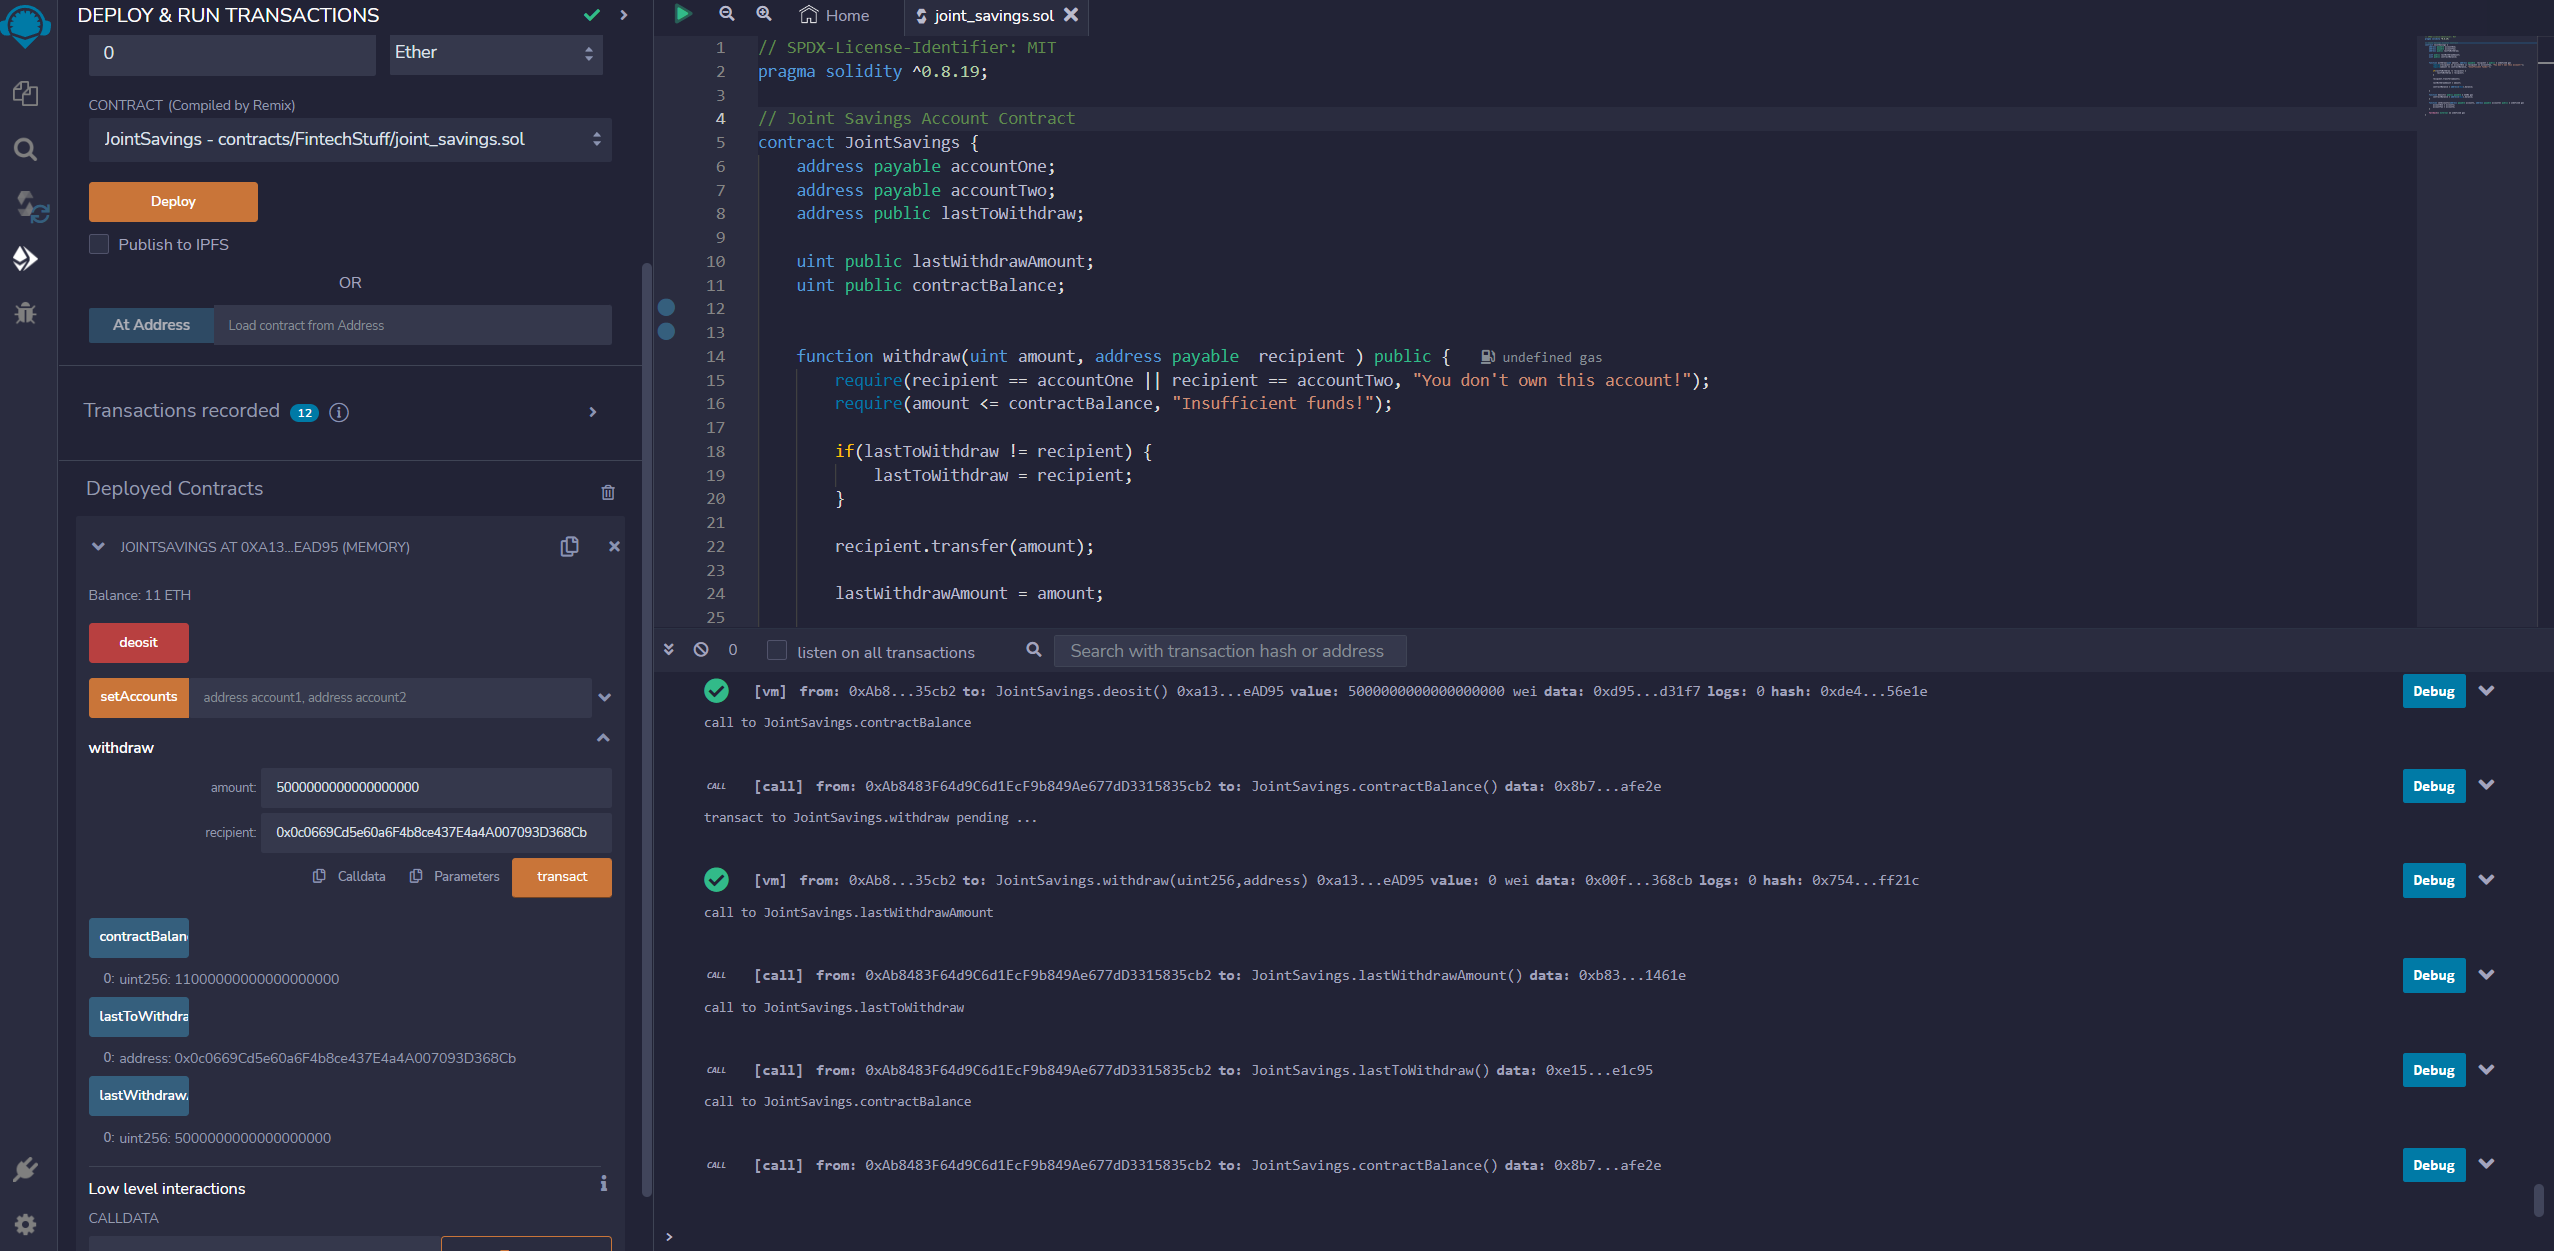 DEPLOY & RUN TRANSACTIONS
0
Ether
CONTRACT (Compiled by Remix)
JointSavings - contracts/FintechStuff/joint_savings.sol
Deploy
Publish to IPFS
OR
At Address
Load contract from Address
Transactions recorded 12
Deployed Contracts
JOINTSAVINGS AT 0XA13...EAD95 (MEMORY)
Balance: 11 ETH
deosit
setAccounts
address account1, address account2
withdraw
amount: 5000000000000000000
recipient: 0x0c0669Cd5e60a6F4b8ce437E4a4A007093D368Cb
Calldata Parameters transact
contractBalan
0: uint256: 11000000000000000000
lastToWithdra
0: address: 0x0c0669Cd5e60a6F4b8ce437E4a4A007093D368Cb
lastWithdraw.
0: uint256: 5000000000000000000
Low level interactions
CALLDATA
Home joint_savings.sol
1 // SPDX-License-Identifier: MIT
2 pragma solidity ^0.8.19;
3
4 // Joint Savings Account Contract
5 contract JointSavings {
6 address payable accountOne;
7 address payable accountTwo;
8 address public lastToWithdraw;
9
10 uint public lastWithdrawAmount;
11 uint public contractBalance;
12
13
14 function withdraw(uint amount, address payable  recipient ) public { undefined gas
15 require(recipient == accountOne || recipient == accountTwo, "You don't own this account!");
16 require(amount <= contractBalance, "Insufficient funds!");
17
18 if(lastToWithdraw != recipient) {
19 lastToWithdraw = recipient;
20 }
21
22 recipient.transfer(amount);
23
24 lastWithdrawAmount = amount;
25
0 listen on all transactions Search with transaction hash or address
[vm] from: 0xAb8...35cb2 to: JointSavings.deosit() 0xa13...eAD95 value: 5000000000000000000 wei data: 0xd95...d31f7 logs: 0 hash: 0xde4...56e1e Debug
call to JointSavings.contractBalance
CALL [call] from: 0xAb8483F64d9C6d1EcF9b849Ae677dD3315835cb2 to: JointSavings.contractBalance() data: 0x8b7...afe2e Debug
transact to JointSavings.withdraw pending ...
[vm] from: 0xAb8...35cb2 to: JointSavings.withdraw(uint256,address) 0xa13...eAD95 value: 0 wei data: 0x00f...368cb logs: 0 hash: 0x754...ff21c Debug
call to JointSavings.lastWithdrawAmount
CALL [call] from: 0xAb8483F64d9C6d1EcF9b849Ae677dD3315835cb2 to: JointSavings.lastWithdrawAmount() data: 0xb83...1461e Debug
call to JointSavings.lastToWithdraw
CALL [call] from: 0xAb8483F64d9C6d1EcF9b849Ae677dD3315835cb2 to: JointSavings.lastToWithdraw() data: 0xe15...e1c95 Debug
call to JointSavings.contractBalance
CALL [call] from: 0xAb8483F64d9C6d1EcF9b849Ae677dD3315835cb2 to: JointSavings.contractBalance() data: 0x8b7...afe2e Debug
>